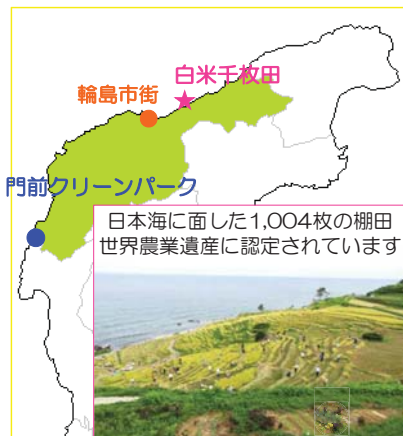 白米千枚田
輪島市街
門前クリーンパーク
日本海に面した1,004枚の棚田
世界農業遺産に認定されています